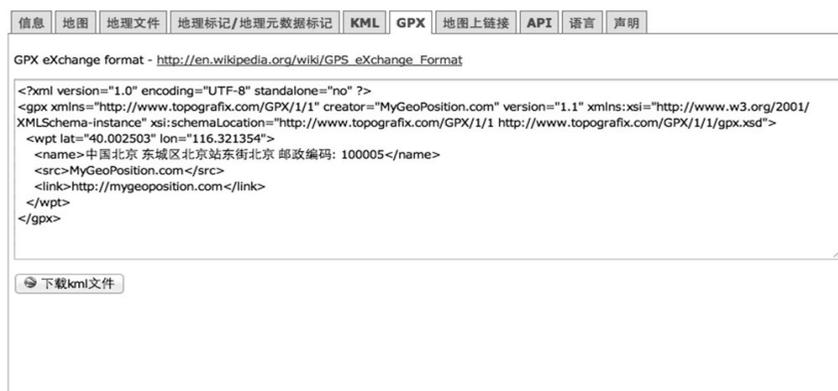 信息 地图 地理文件 地理标记/地理元数据标记 KML GPX 地图上链接 API 语言 声明
GPX eXchange format - http://en.wikipedia.org/wiki/GPS_eXchange_Format
<?xml version="1.0" encoding="UTF-8" standalone="no" ?>
<gpx xmlns="http://www.topografix.com/GPX/1/1" creator="MyGeoPosition.com" version="1.1" xmlns:xsi="http://www.w3.org/2001/
XMLSchema-instance" xsi:schemaLocation="http://www.topografix.com/GPX/1/1 http://www.topografix.com/GPX/1/1/gpx.xsd">
<wpt lat="40.002503" lon="116.321354">
<name>中国北京 东城区北京站东街北京 邮政编码: 100005</name>
<src>MyGeoPosition.com</src>
<link>http://mygeoposition.com</link>
</wpt>
</gpx>
下载kml文件